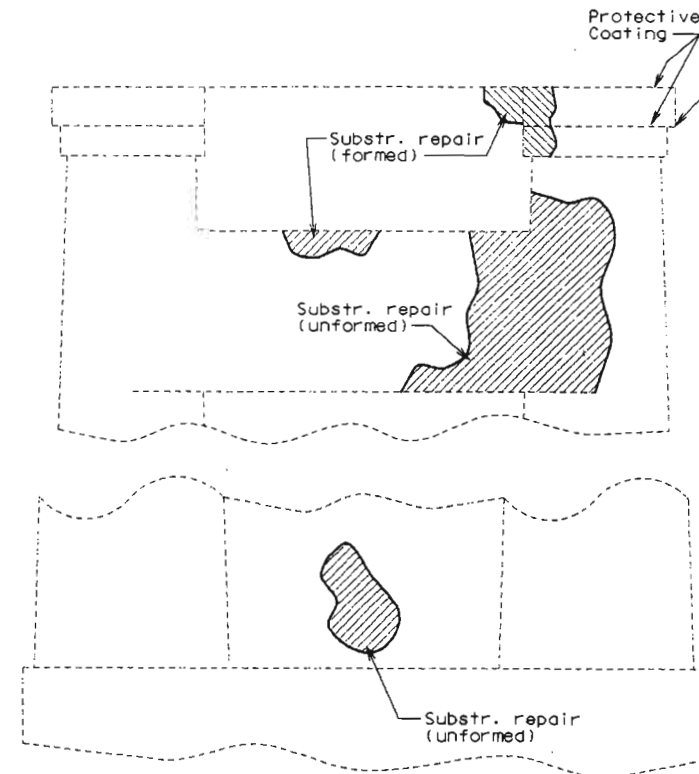 Protective
Coating
Substr. repair
(formed)
Substr. repair
(unformed)
Substr. repair
(unformed)